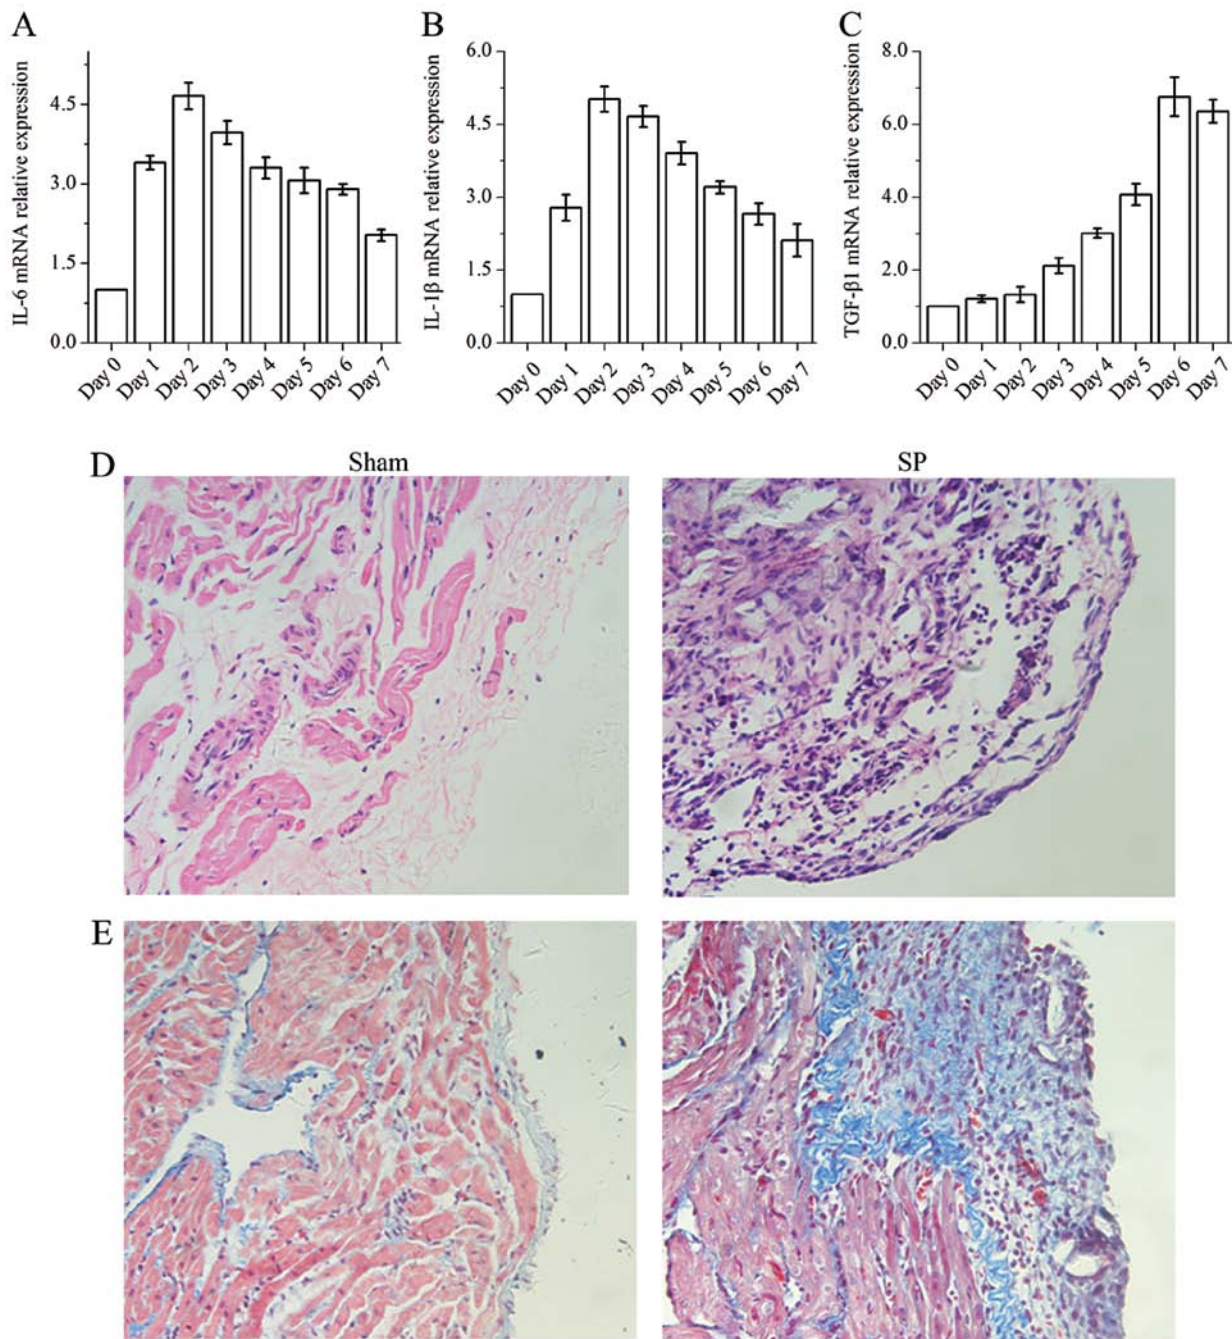 A
IL-6 mRNA relative expression
4.5
3.0
1.5
0.0
Day 0
Day 1
Day 2
Day 3
Day 4
Day 5
Day 6
Day 7
B
IL-1β mRNA relative expression
6.0
4.5
3.0
1.5
0.0
Day 0
Day 1
Day 2
Day 3
Day 4
Day 5
Day 6
Day 7
C
TGF-β1 mRNA relative expression
8.0
6.0
4.0
2.0
0.0
Day 0
Day 1
Day 2
Day 3
Day 4
Day 5
Day 6
Day 7
D
Sham
SP
E